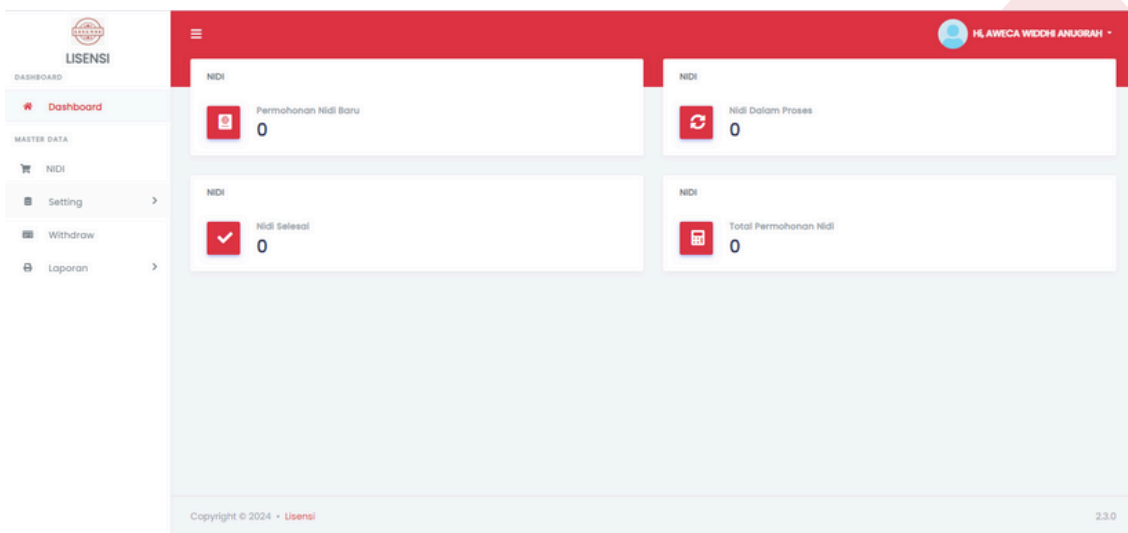 LISENSI
LISENSI
DASHBOARD
Dashboard
MASTER DATA
NIDI
Setting
Withdraw
Laporan
HI, AWECA WIDDHI ANUGRAH
NIDI
Permohonan Nidi Baru
0
NIDI
Nidi Dalam Proses
0
NIDI
Nidi Selesai
0
NIDI
Total Permohonan Nidi
0
Copyright © 2024 • Lisensi
2.3.0